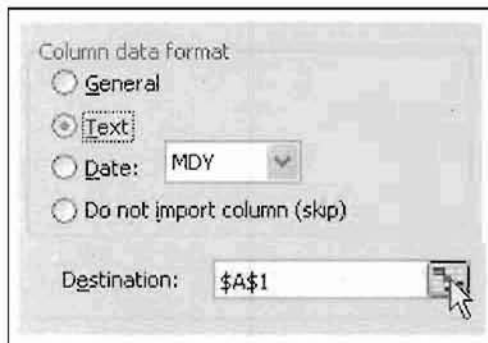 Column data format
General
Text
Date: MDY
Do not import column (skip)
Destination: $A$1